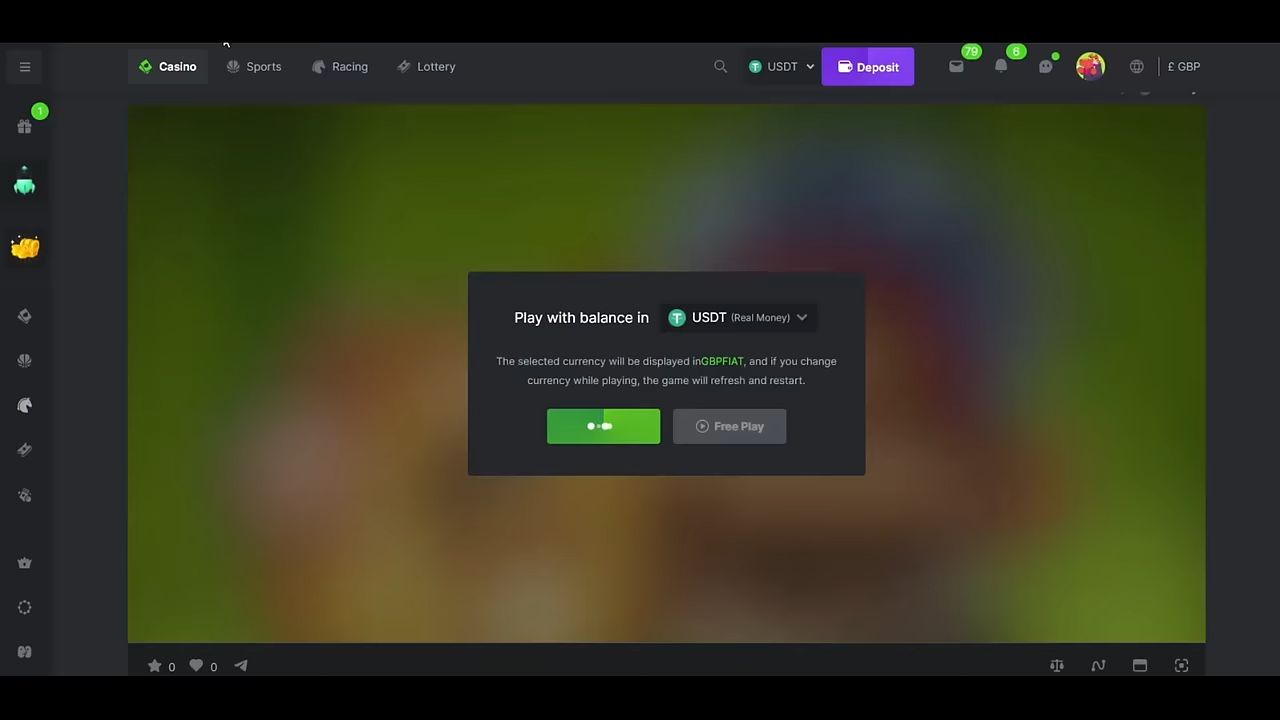 Casino
Sports
Racing
Lottery
USDT
Deposit
79
6
£ GBP
1
Play with balance in
USDT (Real Money)
The selected currency will be displayed inGBPFIAT, and if you change
currency while playing, the game will refresh and restart.
Free Play
0
0